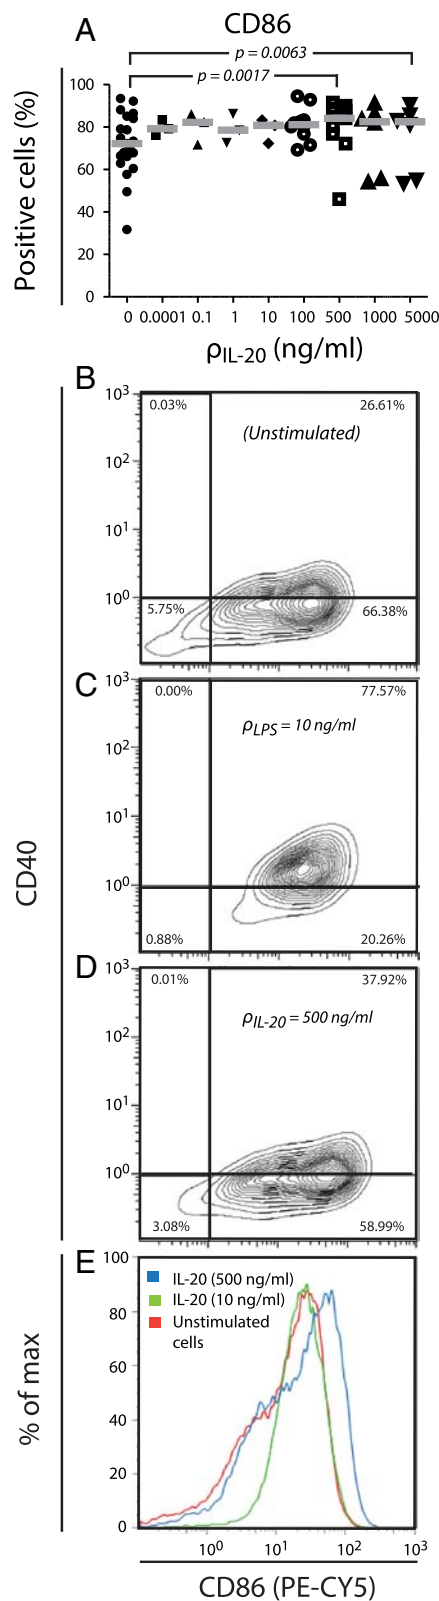 A
CD86
p = 0.0063
p = 0.0017
Positive cells (%)
100
80
60
40
20
0
0 0.0001 0.1 1 10 100 500 1000 5000
ρIL-20 (ng/ml)
B
10³
10²
10¹
10⁰
0.03%
26.61%
(Unstimulated)
5.75%
66.38%
C
10³
10²
10¹
10⁰
0.00%
77.57%
ρLPS = 10 ng/ml
0.88%
20.26%
CD40
D
10³
10²
10¹
10⁰
0.01%
37.92%
ρIL-20 = 500 ng/ml
3.08%
58.99%
E
% of max
100
80
60
40
20
0
IL-20 (500 ng/ml)
IL-20 (10 ng/ml)
Unstimulated
cells
10⁰ 10¹ 10² 10³
CD86 (PE-CY5)